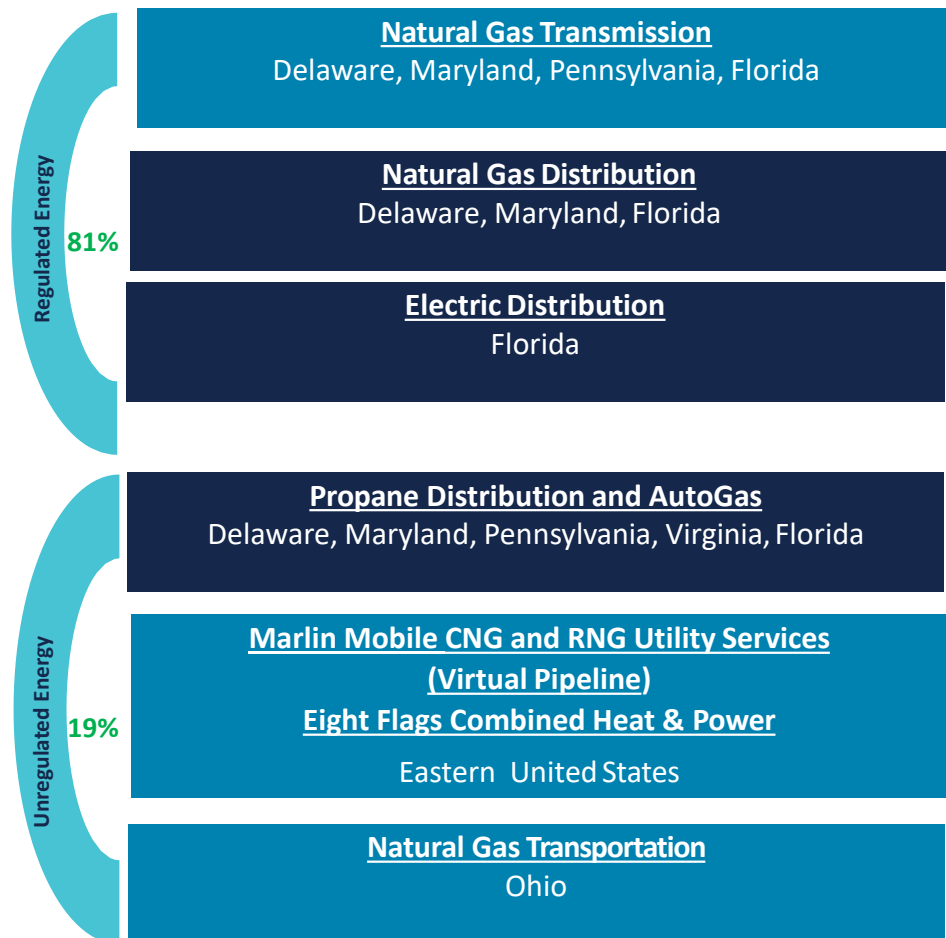 Regulated Energy
81%
Natural Gas Transmission
Delaware, Maryland, Pennsylvania, Florida
Natural Gas Distribution
Delaware, Maryland, Florida
Electric Distribution
Florida
Unregulated Energy
19%
Propane Distribution and AutoGas
Delaware, Maryland, Pennsylvania, Virginia, Florida
Marlin Mobile CNG and RNG Utility Services
(Virtual Pipeline)
Eight Flags Combined Heat & Power
Eastern United States
Natural Gas Transportation
Ohio